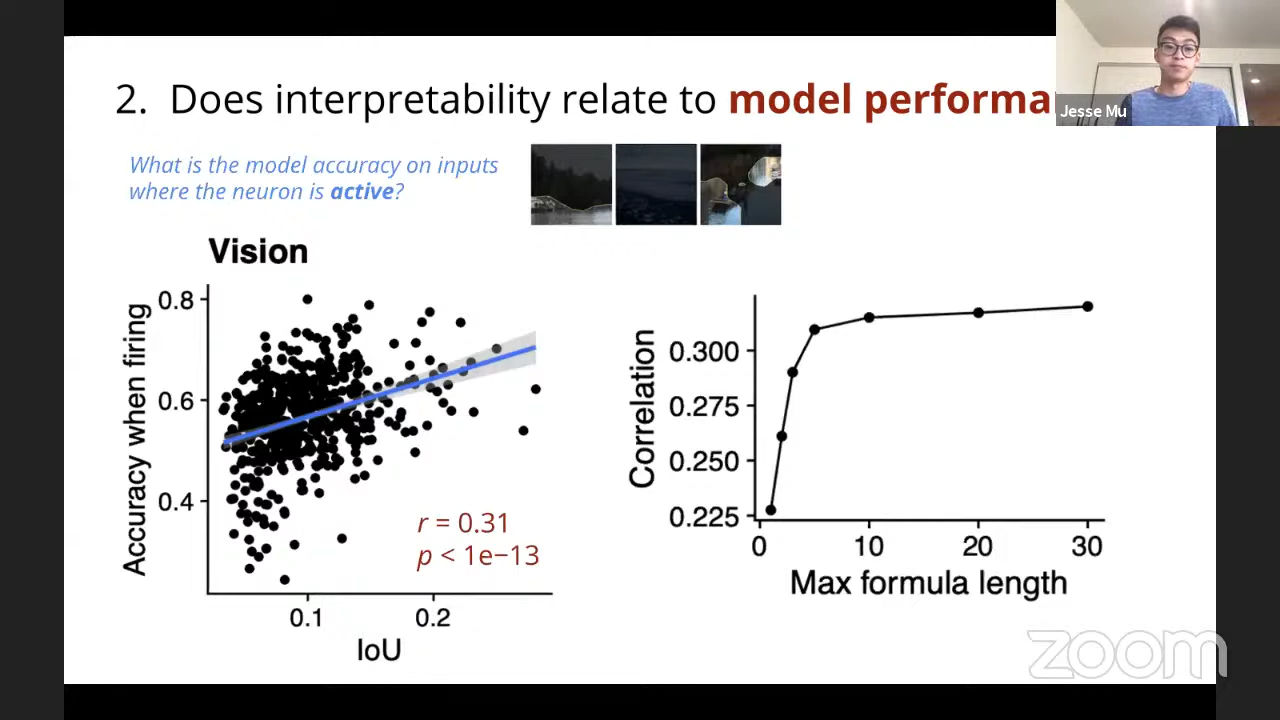 2. Does interpretability relate to model performa
Jesse Mu
What is the model accuracy on inputs
where the neuron is active?
Vision
Accuracy when firing
0.8
0.6
0.4
r = 0.31
p < 1e−13
0.1
0.2
IoU
Correlation
0.300
0.275
0.250
0.225
0
10
20
30
Max formula length
zoom